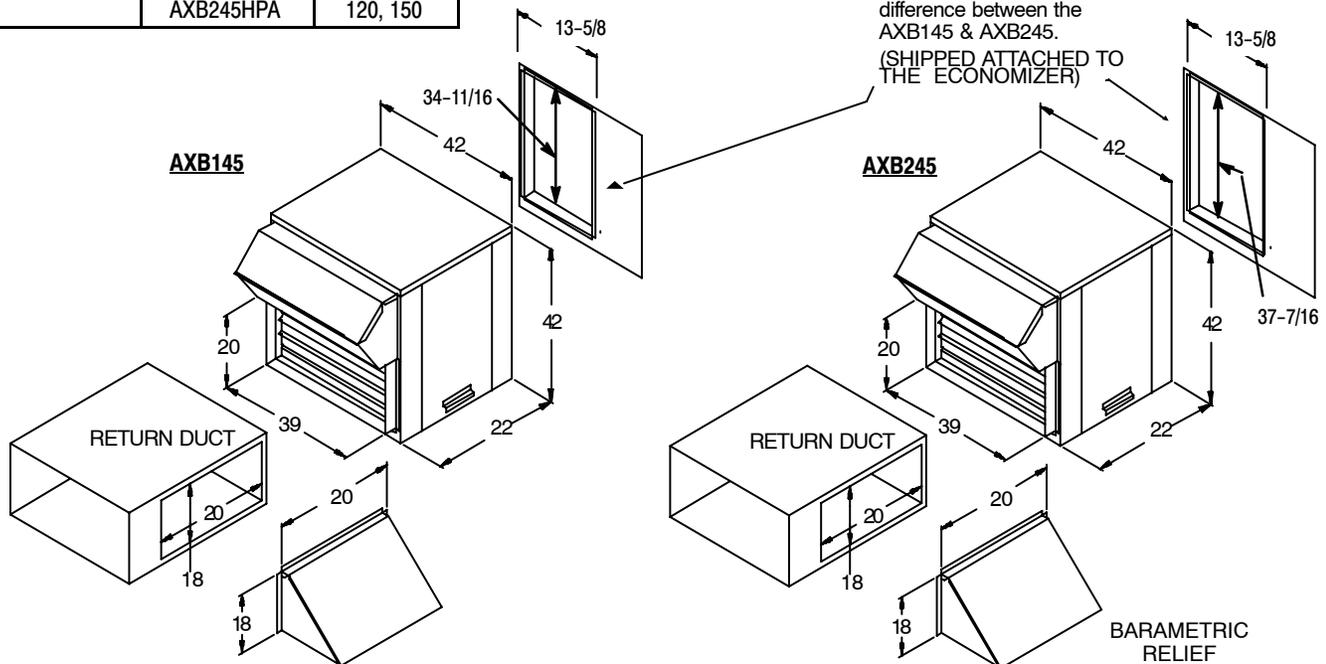 AXB245HPA 120, 150
difference between the
AXB145 & AXB245.
(SHIPPED ATTACHED TO
THE ECONOMIZER)
AXB145
13-5/8
34-11/16
42
42
20
39
22
RETURN DUCT
20
18
20
18
AXB245
13-5/8
42
37-7/16
42
20
39
22
RETURN DUCT
20
18
20
18
BARAMETRIC
RELIEF